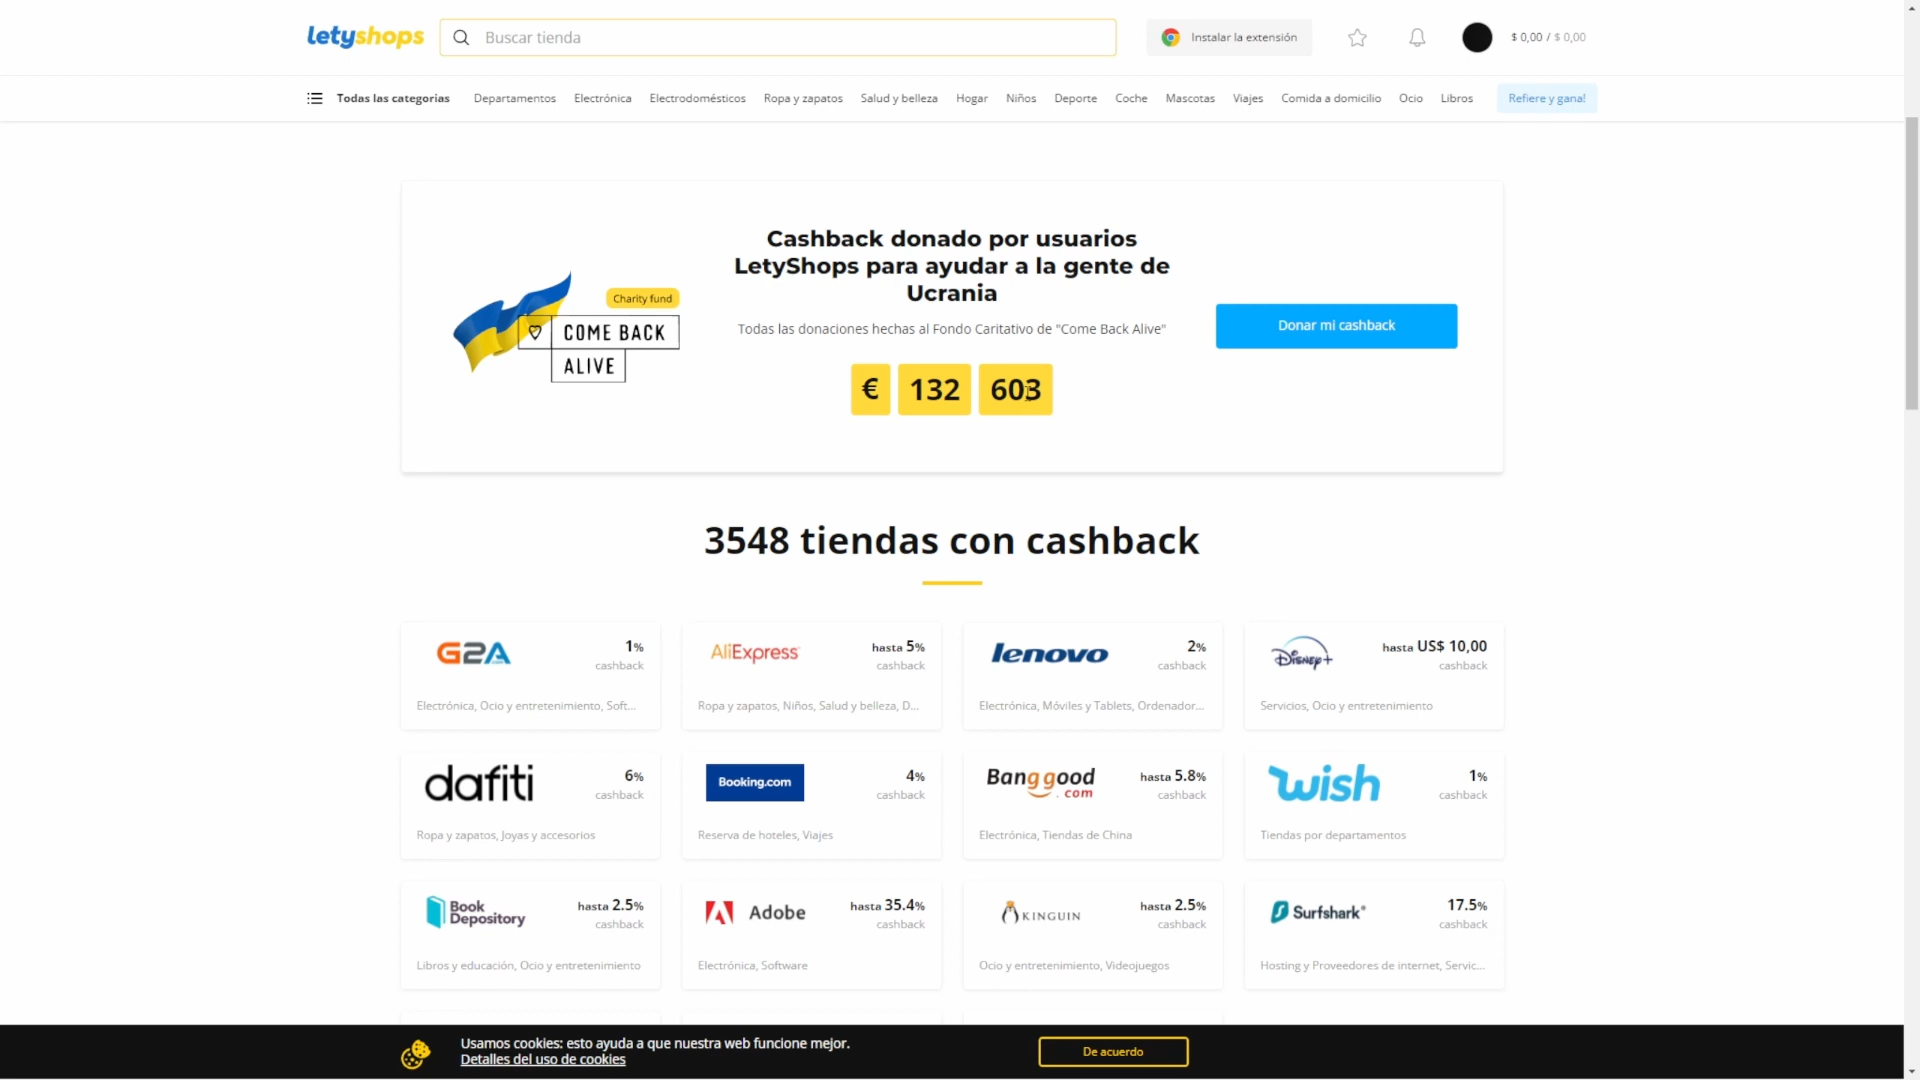 letyshops
Buscar tienda
Instalar la extensión
$ 0,00 / $ 0,00
Todas las categorias
Departamentos
Electrónica
Electrodomésticos
Ropa y zapatos
Salud y belleza
Hogar
Niños
Deporte
Coche
Mascotas
Viajes
Comida a domicilio
Ocio
Libros
Refiere y gana!
Charity fund
COME BACK
ALIVE
Cashback donado por usuarios
LetyShops para ayudar a la gente de
Ucrania
Todas las donaciones hechas al Fondo Caritativo de "Come Back Alive"
€ 132 603
Donar mi cashback
3548 tiendas con cashback
G2A
1%
cashback
Electrónica, Ocio y entretenimiento, Soft...
AliExpress
hasta 5%
cashback
Ropa y zapatos, Niños, Salud y belleza, D...
lenovo
2%
cashback
Electrónica, Móviles y Tablets, Ordenador...
Disney+
hasta US$ 10,00
cashback
Servicios, Ocio y entretenimiento
dafiti
6%
cashback
Ropa y zapatos, Joyas y accesorios
Booking.com
4%
cashback
Reserva de hoteles, Viajes
Banggood
.com
hasta 5.8%
cashback
Electrónica, Tiendas de China
wish
1%
cashback
Tiendas por departamentos
Book
Depository
hasta 2.5%
cashback
Libros y educación, Ocio y entretenimiento
Adobe
hasta 35.4%
cashback
Electrónica, Software
KINGUIN
hasta 2.5%
cashback
Ocio y entretenimiento, Videojuegos
Surfshark®
17.5%
cashback
Hosting y Proveedores de internet, Servic...
Usamos cookies: esto ayuda a que nuestra web funcione mejor.
Detalles del uso de cookies
De acuerdo